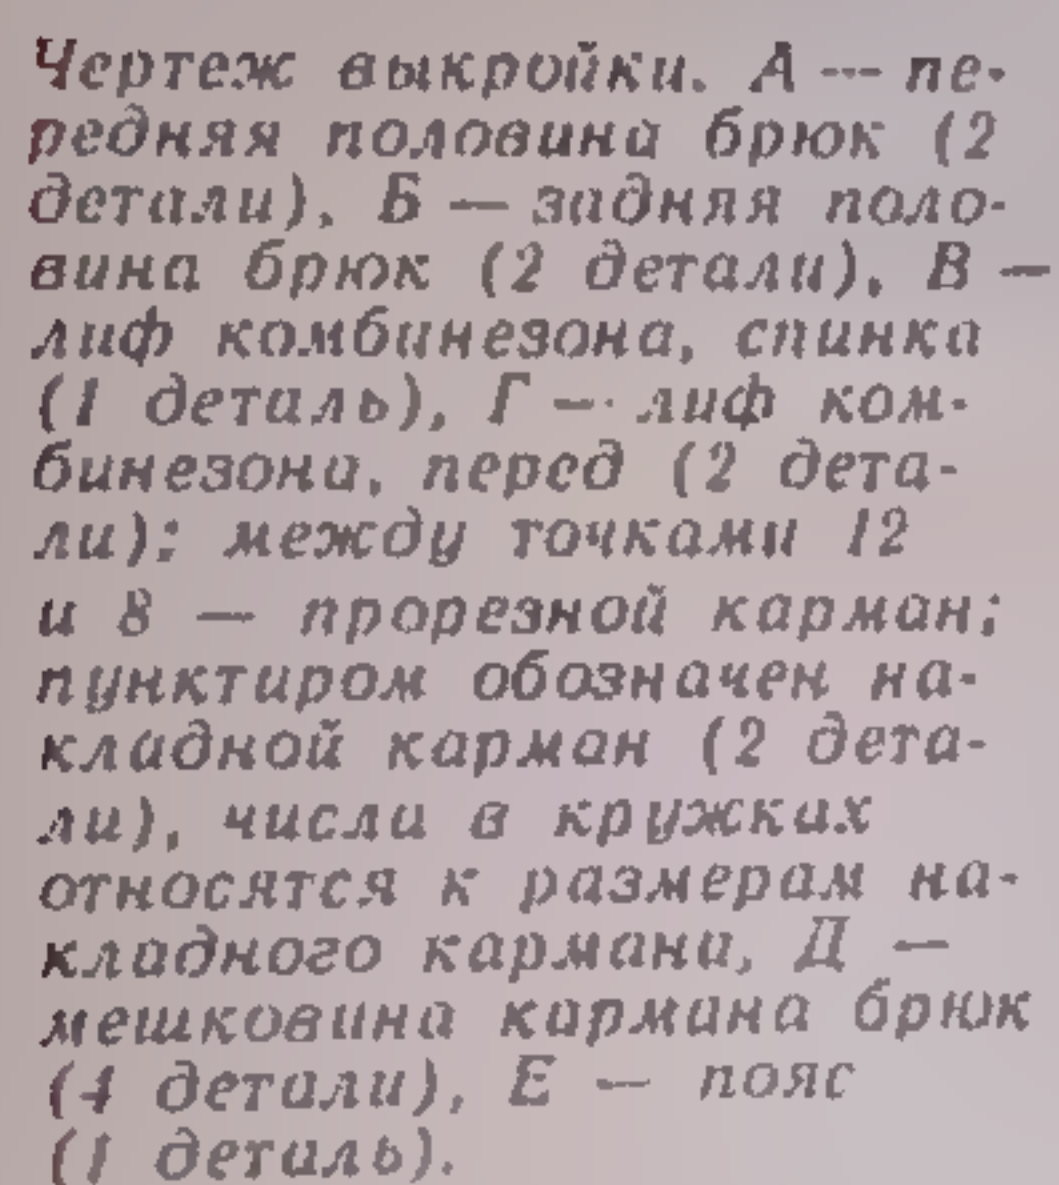 Чертеж выкройки. А — пе-
редняя половина брюк (2
детали), Б — задняя поло-
вина брюк (2 детали), В —
лиф комбинезона, спинка
(1 деталь), Г — лиф ком-
бинезона, перед (2 дета-
ли); между точками 12
и 8 — прорезной карман;
пунктиром обозначен на-
кладной карман (2 дета-
ли), числа в кружках
относятся к размерам на-
кладного кармана, Д —
мешковина кармана брюк
(4 детали), Е — пояс
(1 деталь).